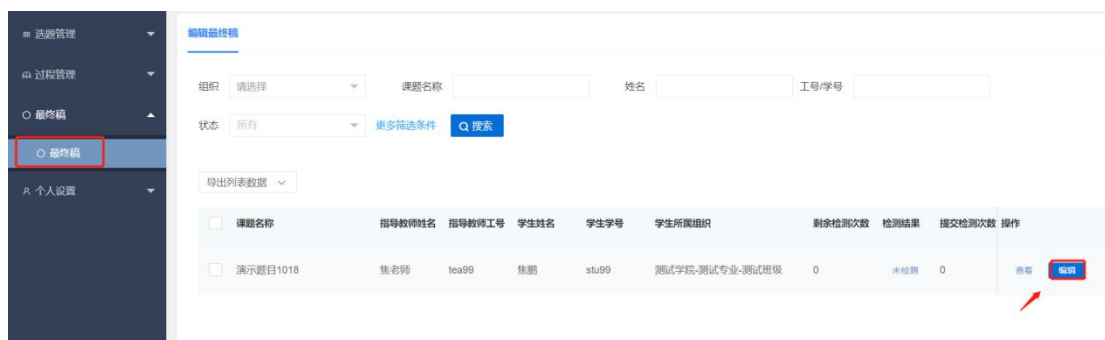 选题管理
过程管理
最终稿
最终稿
个人设置
编辑最终稿
组织 请选择 课题名称 姓名 工号/学号
状态 所有 更多筛选条件 搜索
导出列表数据
课题名称 指导教师姓名 指导教师工号 学生姓名 学生学号 学生所属组织 剩余检测次数 检测结果 提交检测次数 操作
演示题目1018 焦老师 tea99 焦鹏 stu99 测试学院-测试专业-测试班级 0 未检测 0 查看 编辑